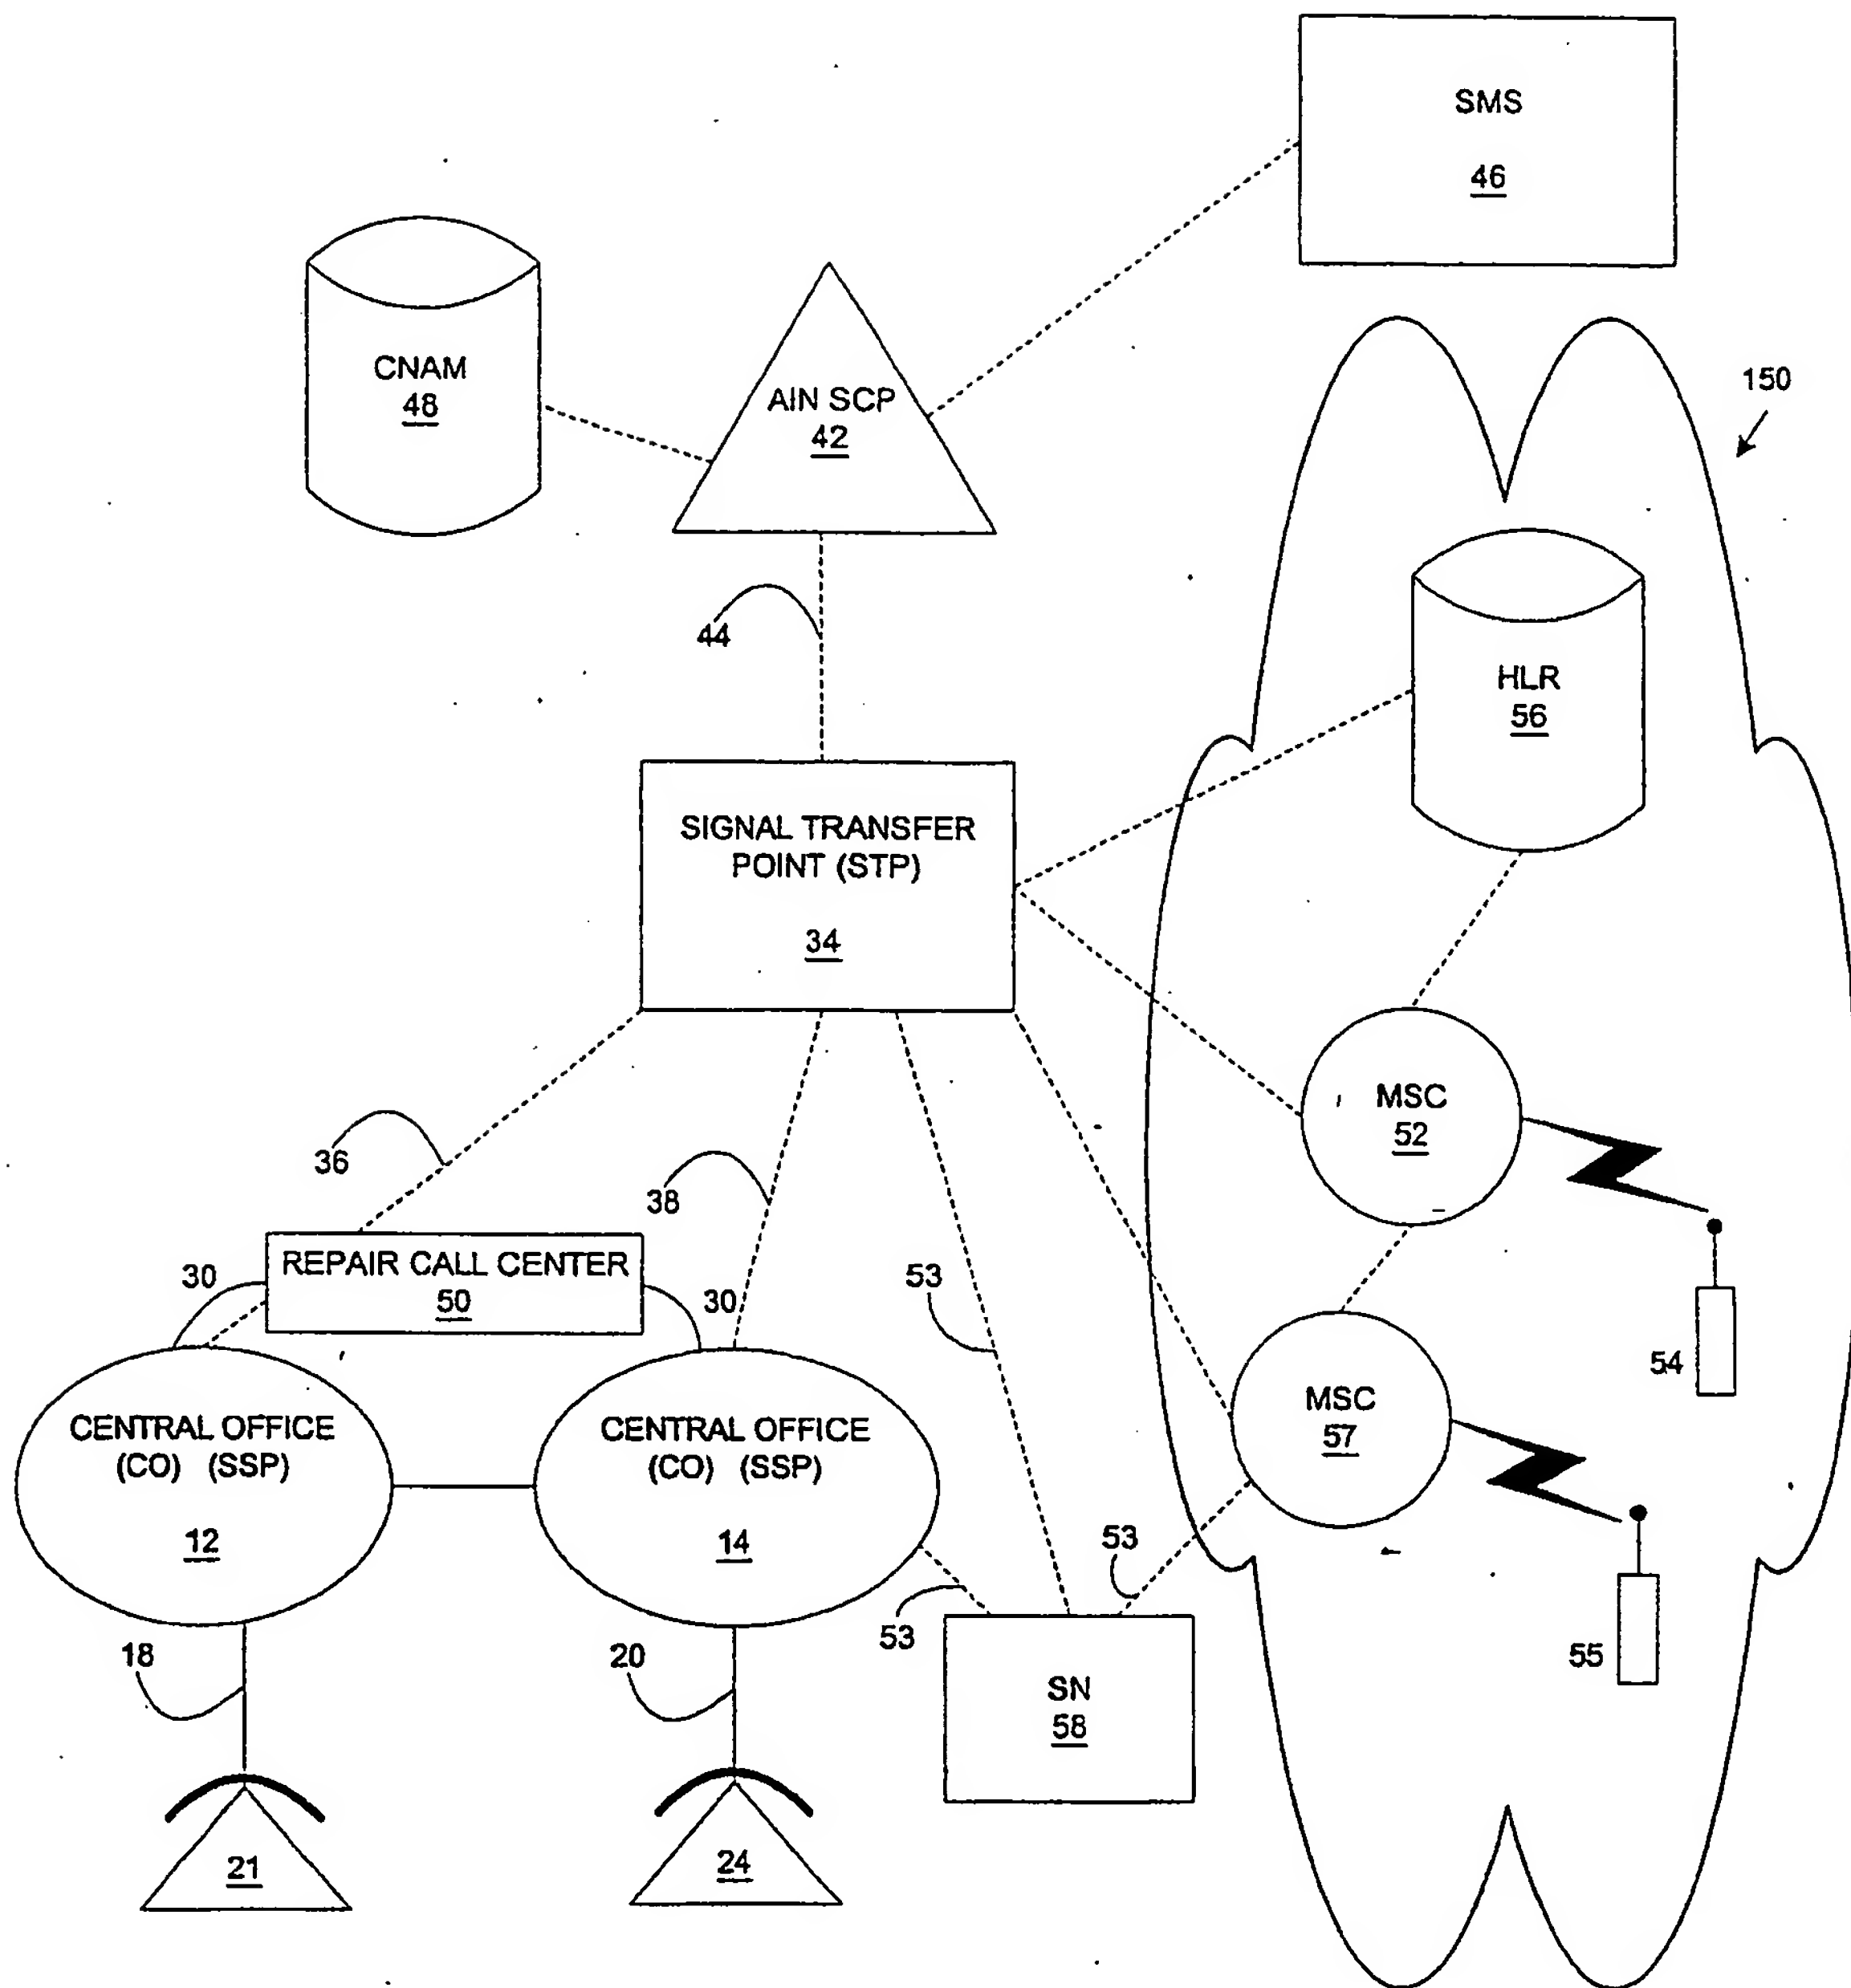 SMS
46
CNAM
48
AIN SCP
42
150
44
HLR
56
SIGNAL TRANSFER
POINT (STP)
34
MSC
52
36
38
30
REPAIR CALL CENTER
50
30
53
54
CENTRAL OFFICE
(CO) (SSP)
12
CENTRAL OFFICE
(CO) (SSP)
14
MSC
57
53
53
18
20
SN
58
55
21
24